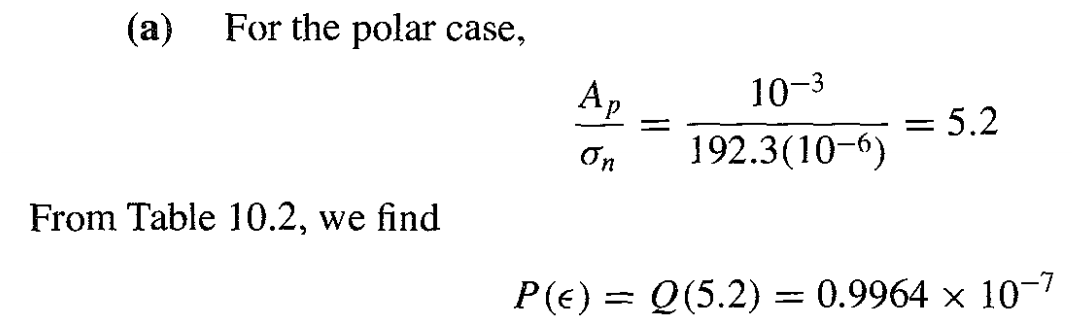 (a) For the polar case,
A_p / σ_n = 10^{-3} / 192.3(10^{-6}) = 5.2
From Table 10.2, we find
P(ϵ) = Q(5.2) = 0.9964 × 10^{-7}